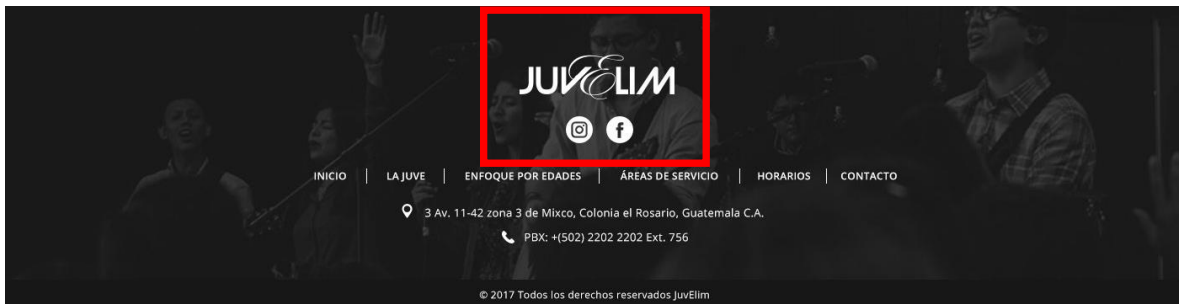 JUVELIM
INICIO | LA JUVE | ENFOQUE POR EDADES | ÁREAS DE SERVICIO | HORARIOS | CONTACTO
3 Av. 11-42 zona 3 de Mixco, Colonia el Rosario, Guatemala C.A.
PBX: +(502) 2202 2202 Ext. 756
© 2017 Todos los derechos reservados JuvElim